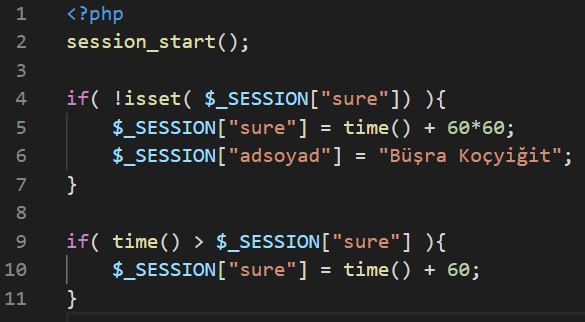 1 <?php
2 session_start();
3
4 if( !isset( $_SESSION["sure"]) ){
5 $_SESSION["sure"] = time() + 60*60;
6 $_SESSION["adsoyad"] = "Büşra Koçyiğit";
7 }
8
9 if( time() > $_SESSION["sure"] ){
10 $_SESSION["sure"] = time() + 60;
11 }